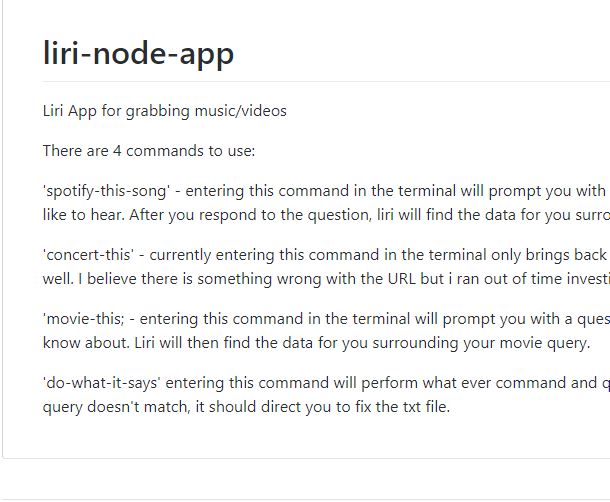 liri-node-app
Liri App for grabbing music/videos
There are 4 commands to use:
'spotify-this-song' - entering this command in the terminal will prompt you with
like to hear. After you respond to the question, liri will find the data for you surro
'concert-this' - currently entering this command in the terminal only brings back
well. I believe there is something wrong with the URL but i ran out of time investi
'movie-this; - entering this command in the terminal will prompt you with a ques
know about. Liri will then find the data for you surrounding your movie query.
'do-what-it-says' entering this command will perform what ever command and q
query doesn't match, it should direct you to fix the txt file.